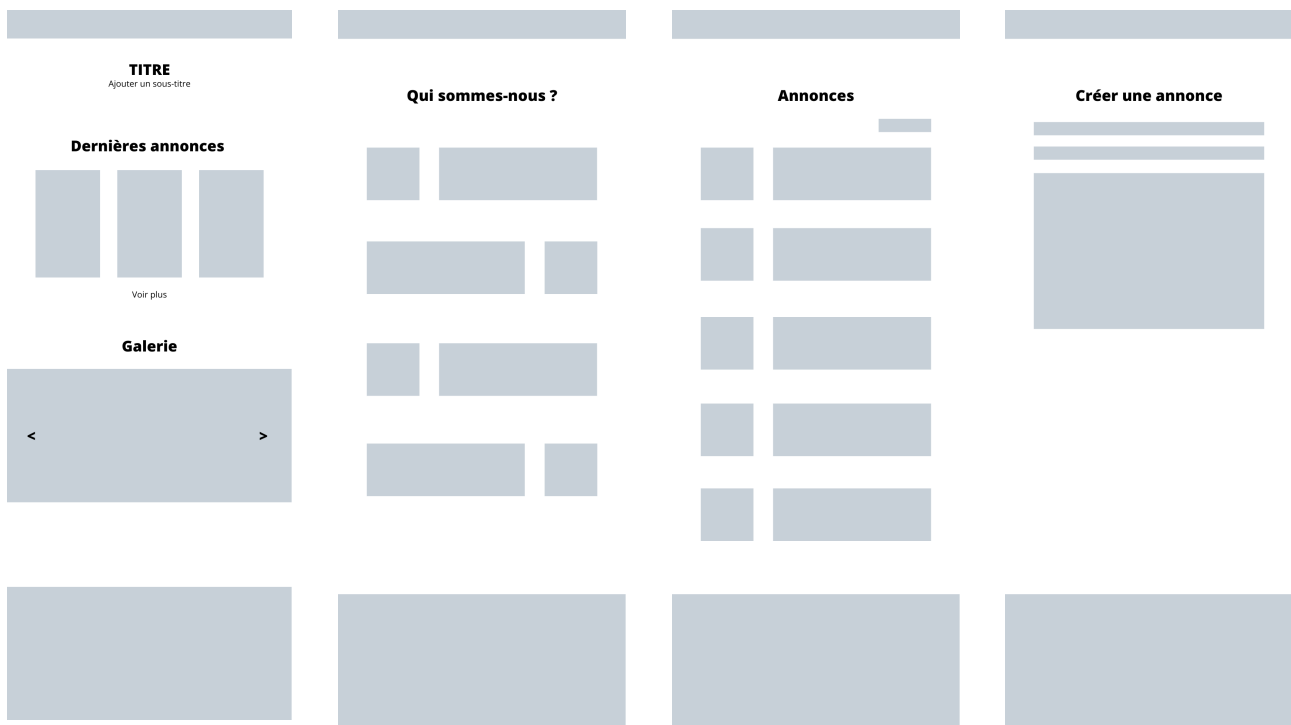 TITRE
Ajouter un sous-titre
Dernières annonces
Voir plus
Galerie
<
>
Qui sommes-nous ?
Annonces
Créer une annonce